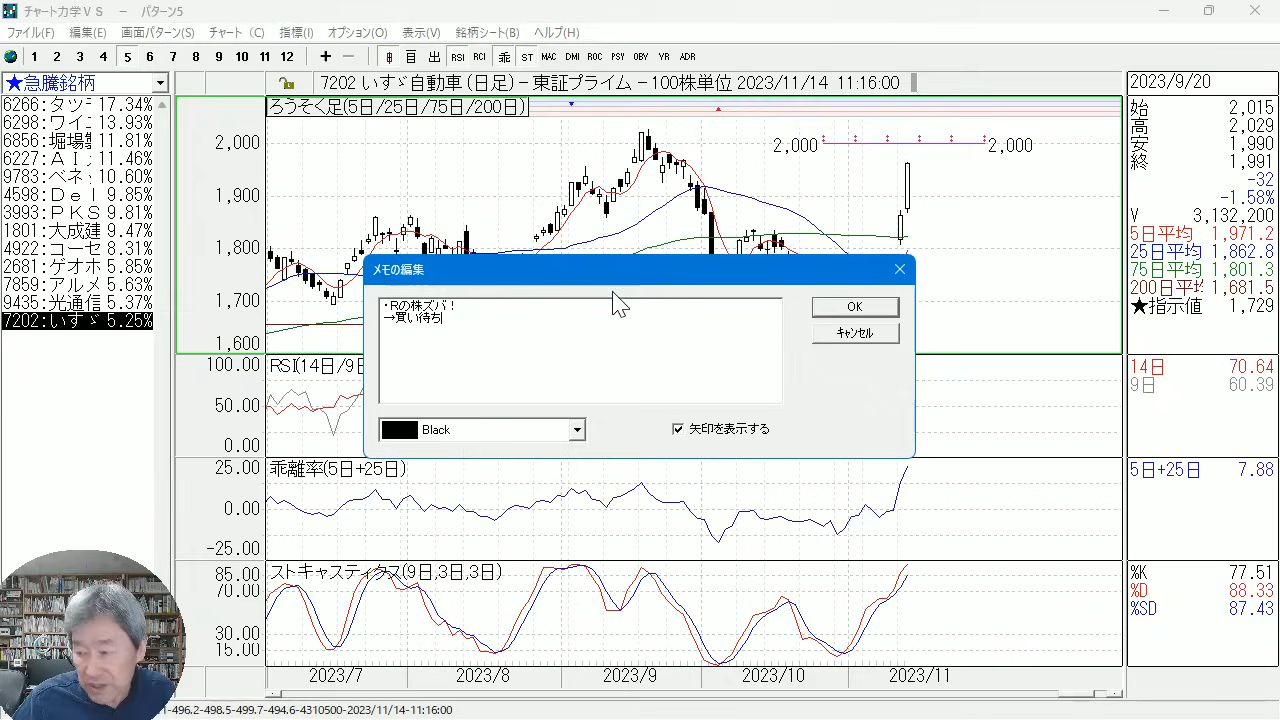 チャート力学ＶＳ － パターン5
ファイル(F) 編集(E) 画面パターン(S) チャート (C) 指標(I) オプション(O) 表示(V) 銘柄シート(B) ヘルプ(H)
1 2 3 4 5 6 7 8 9 10 11 12 + － 日 出 RSI RCI 乖 ST MAC DMI ROC PSY OBV VR ADR
★急騰銘柄
7202 いすゞ自動車 (日足)－東証プライム－100株単位 2023/11/14 11:16:00
2023/9/20
6266:タツモ 17.34%
6298:ワイ 13.93%
6856:堀場製 11.81%
6227:ＡＩ 11.46%
9783:ベネ 10.60%
4598:Ｄｅｌ 9.85%
3993:ＰＫＳ 9.81%
1801:大成建 9.47%
4922:コーセ 8.31%
2681:ゲオホ 5.85%
7859:アルメ 5.63%
9435:光通信 5.37%
7202:いすゞ 5.25%
ろうそく足(5日/25日/75日/200日)
2,000
1,900
1,800
1,700
1,600
2,000 2,000
メモの編集
・Rの株ズバ！
→買い待ち
OK
キャンセル
Black
矢印を表示する
100.00
50.00
0.00
RSI(14日/9日
25.00
0.00
-25.00
乖離率(5日+25日)
85.00
70.00
30.00
15.00
ストキャスティクス(9日,3日,3日)
2023/7 2023/8 2023/9 2023/10 2023/11
始 2,015
高 2,029
安 1,990
終 1,991
-32
-1.58%
V 3,132,200
5日平均 1,971.2
25日平均 1,862.8
75日平均 1,801.3
200日平均 1,681.5
★指示値 1,729
14日 70.64
9日 60.39
5日+25日 7.88
%K 77.51
%D 88.33
%SD 87.43
1-496.2-498.5-499.7-494.6-4310500-2023/11/14-11:16:00